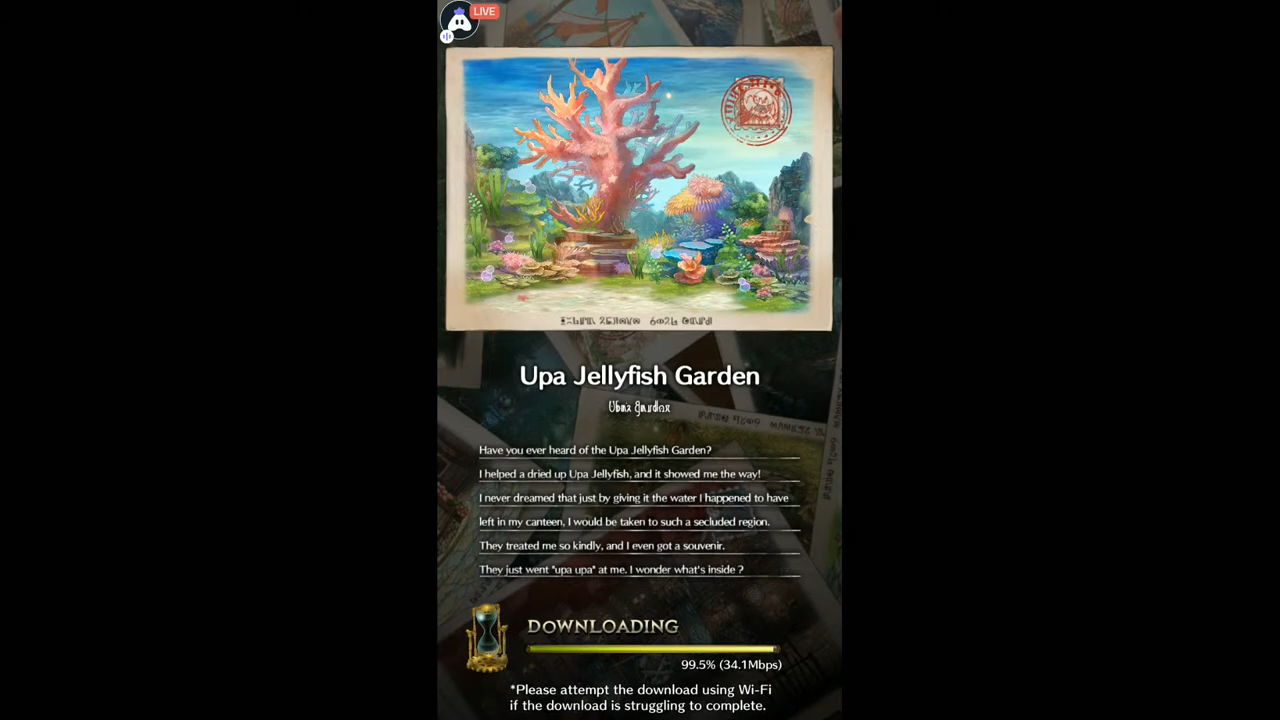 LIVE
Upa Jellyfish Garden
Have you ever heard of the Upa Jellyfish Garden?
I helped a dried up Upa Jellyfish, and it showed me the way!
I never dreamed that just by giving it the water I happened to have
left in my canteen, I would be taken to such a secluded region.
They treated me so kindly, and I even got a souvenir.
They just went "upa upa" at me. I wonder what's inside ?
DOWNLOADING
99.5% (34.1Mbps)
*Please attempt the download using Wi-Fi
if the download is struggling to complete.